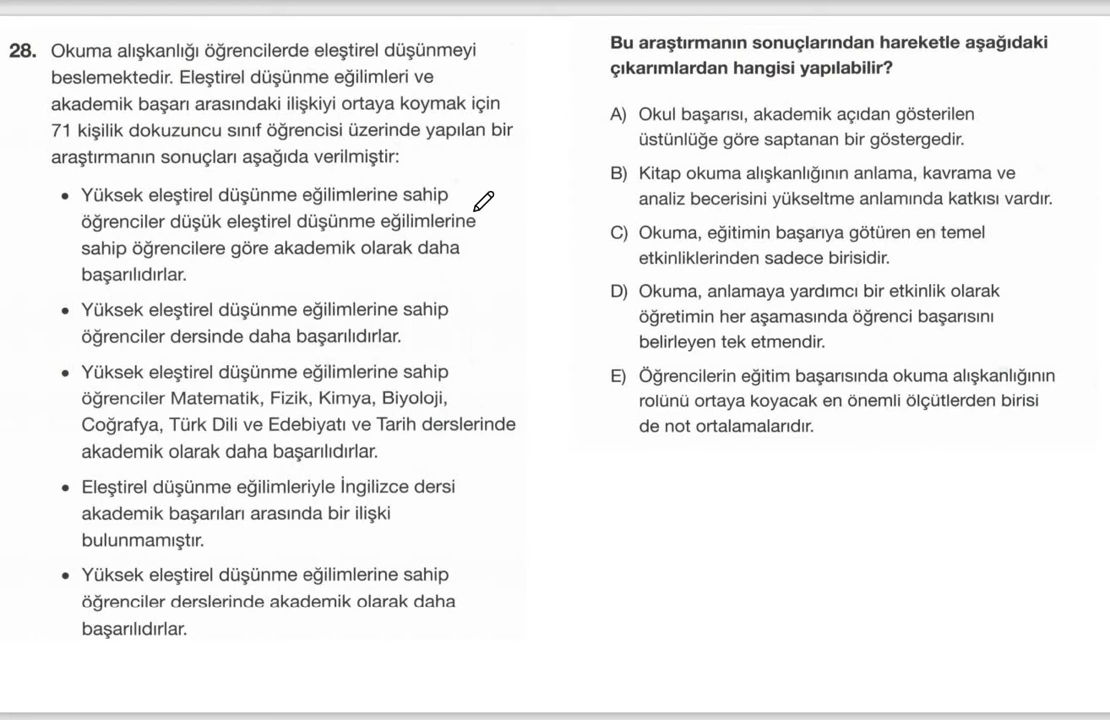 28. Okuma alışkanlığı öğrencilerde eleştirel düşünmeyi
beslemektedir. Eleştirel düşünme eğilimleri ve
akademik başarı arasındaki ilişkiyi ortaya koymak için
71 kişilik dokuzuncu sınıf öğrencisi üzerinde yapılan bir
araştırmanın sonuçları aşağıda verilmiştir:
• Yüksek eleştirel düşünme eğilimlerine sahip
öğrenciler düşük eleştirel düşünme eğilimlerine
sahip öğrencilere göre akademik olarak daha
başarılıdırlar.
• Yüksek eleştirel düşünme eğilimlerine sahip
öğrenciler dersinde daha başarılıdırlar.
• Yüksek eleştirel düşünme eğilimlerine sahip
öğrenciler Matematik, Fizik, Kimya, Biyoloji,
Coğrafya, Türk Dili ve Edebiyatı ve Tarih derslerinde
akademik olarak daha başarılıdırlar.
• Eleştirel düşünme eğilimleriyle İngilizce dersi
akademik başarıları arasında bir ilişki
bulunmamıştır.
• Yüksek eleştirel düşünme eğilimlerine sahip
öğrenciler derslerinde akademik olarak daha
başarılıdırlar.
Bu araştırmanın sonuçlarından hareketle aşağıdaki
çıkarımlardan hangisi yapılabilir?
A) Okul başarısı, akademik açıdan gösterilen
üstünlüğe göre saptanan bir göstergedir.
B) Kitap okuma alışkanlığının anlama, kavrama ve
analiz becerisini yükseltme anlamında katkısı vardır.
C) Okuma, eğitimin başarıya götüren en temel
etkinliklerinden sadece birisidir.
D) Okuma, anlamaya yardımcı bir etkinlik olarak
öğretimin her aşamasında öğrenci başarısını
belirleyen tek etmendir.
E) Öğrencilerin eğitim başarısında okuma alışkanlığının
rolünü ortaya koyacak en önemli ölçütlerden birisi
de not ortalamalarıdır.